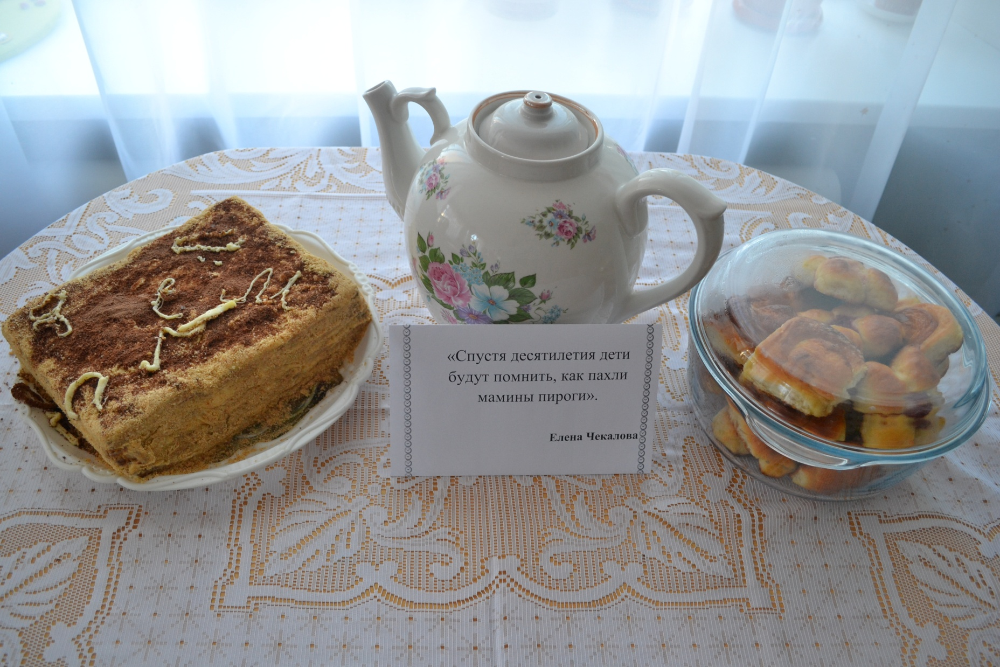 «Спустя десятилетия дети
будут помнить, как пахли
мамины пироги».
Елена Чекалова